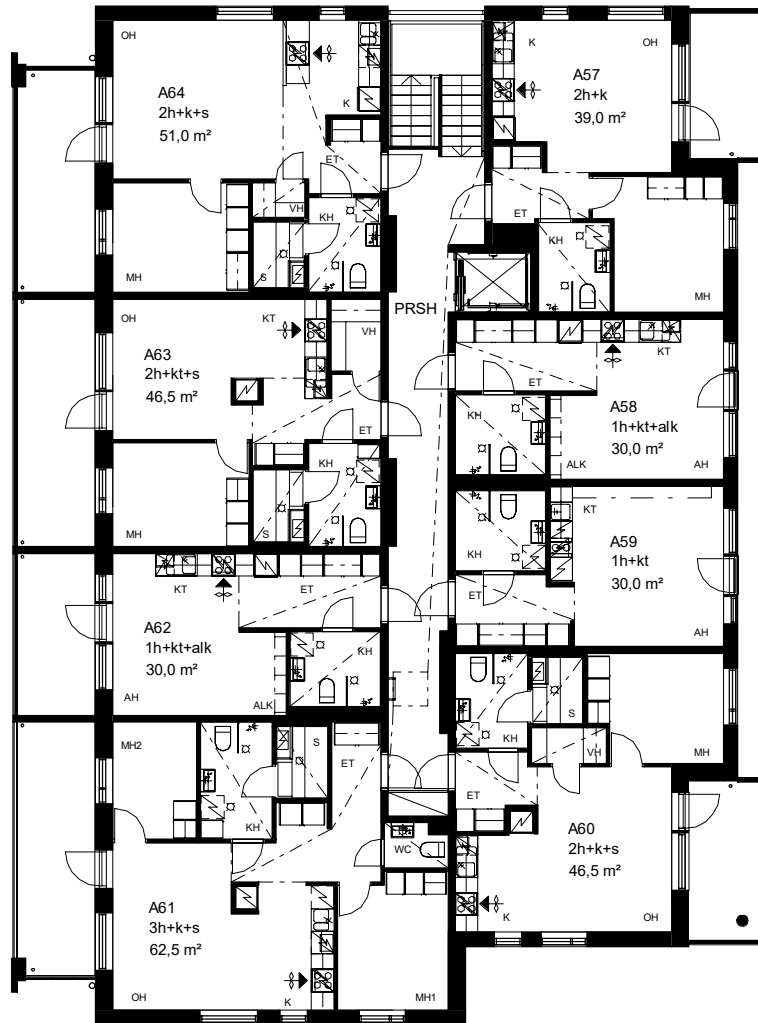 OH
A64
2h+k+s
51,0 m²
K
ET
VH
KH
S
MH
K
OH
A57
2h+k
39,0 m²
ET
KH
MH
PRSH
OH
KT
VH
A63
2h+kt+s
46,5 m²
ET
KH
S
MH
KT
ET
A58
1h+kt+alk
30,0 m²
KH
ALK
AH
KT
A59
1h+kt
30,0 m²
KH
ET
AH
KT
ET
A62
1h+kt+alk
30,0 m²
KH
AH
ALK
S
KH
VH
MH
ET
A60
2h+k+s
46,5 m²
K
OH
MH2
S
ET
KH
WC
A61
3h+k+s
62,5 m²
OH
K
MH1